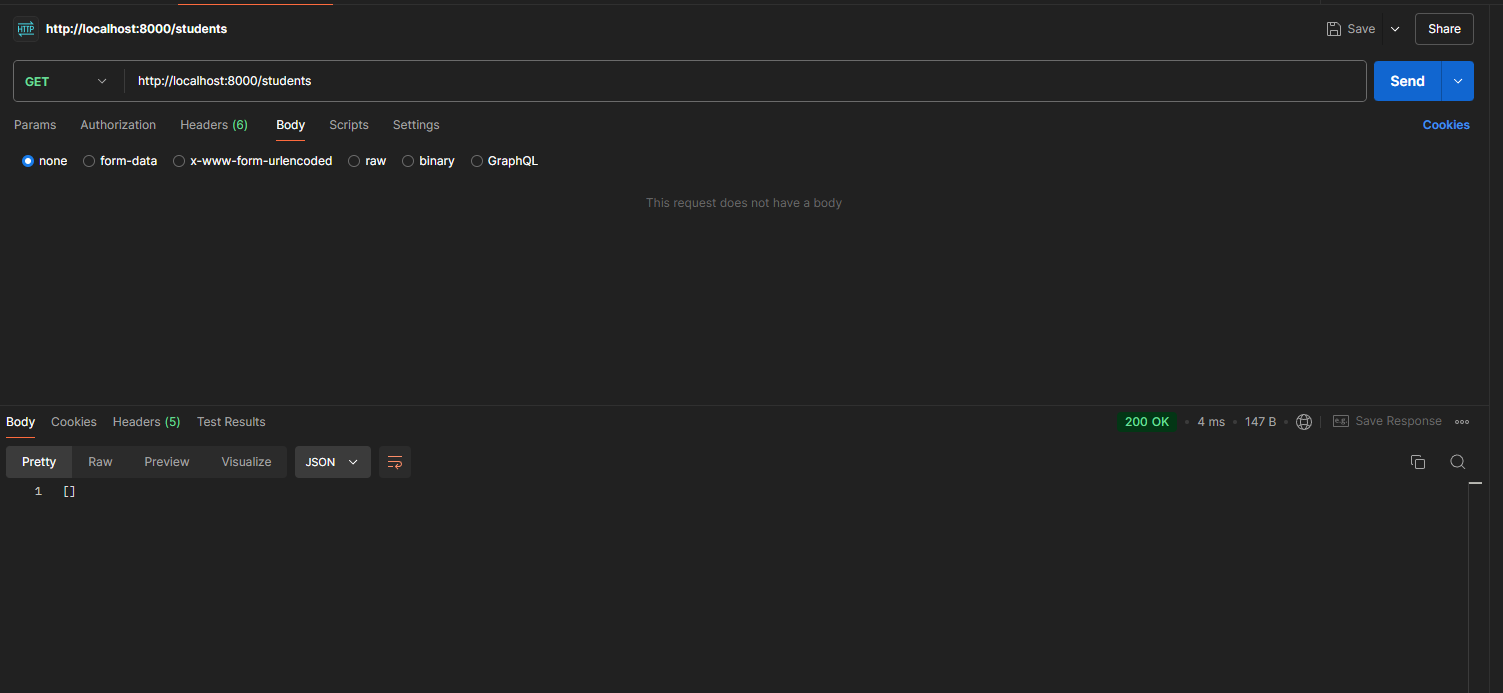 HTTP http://localhost:8000/students Save Share
GET http://localhost:8000/students Send
Params Authorization Headers (6) Body Scripts Settings Cookies
none form-data x-www-form-urlencoded raw binary GraphQL
This request does not have a body
Body Cookies Headers (5) Test Results 200 OK • 4 ms • 147 B • e.g. Save Response
Pretty Raw Preview Visualize JSON
1 []